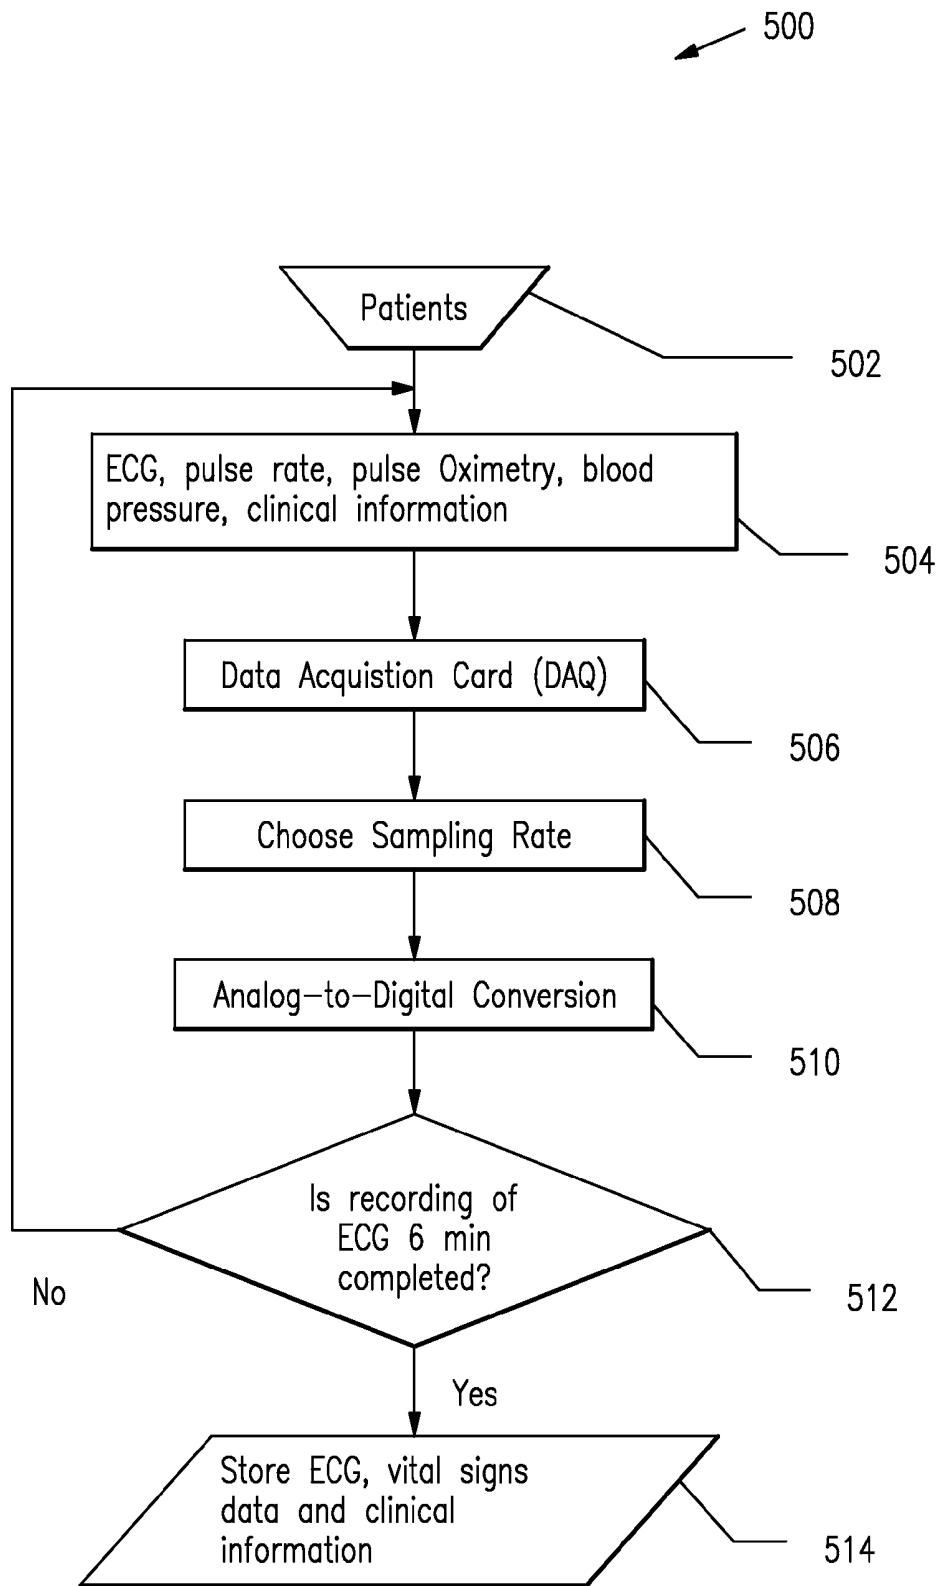 500
Patients
502
ECG, pulse rate, pulse Oximetry, blood
pressure, clinical information
504
Data Acquistion Card (DAQ)
506
Choose Sampling Rate
508
Analog-to-Digital Conversion
510
Is recording of
ECG 6 min
completed?
512
No
Yes
Store ECG, vital signs
data and clinical
information
514